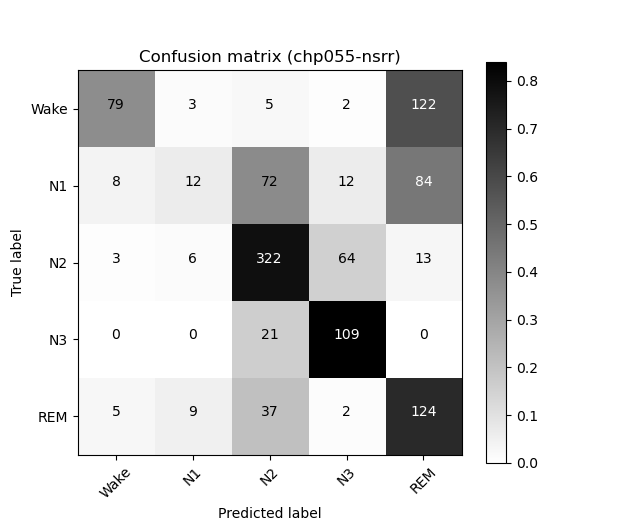 Confusion matrix (chp055-nsrr)
Wake 79 3 5 2 122
N1 8 12 72 12 84
N2 3 6 322 64 13
N3 0 0 21 109 0
REM 5 9 37 2 124
Wake N1 N2 N3 REM
Predicted label
True label
0.8
0.7
0.6
0.5
0.4
0.3
0.2
0.1
0.0